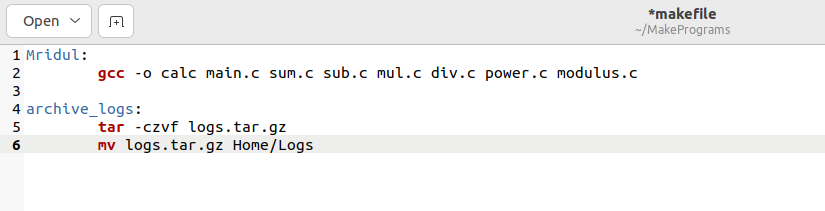 Open
*makefile
~/MakePrograms
1 Mridul:
2 gcc -o calc main.c sum.c sub.c mul.c div.c power.c modulus.c
3
4 archive_logs:
5 tar -czvf logs.tar.gz
6 mv logs.tar.gz Home/Logs